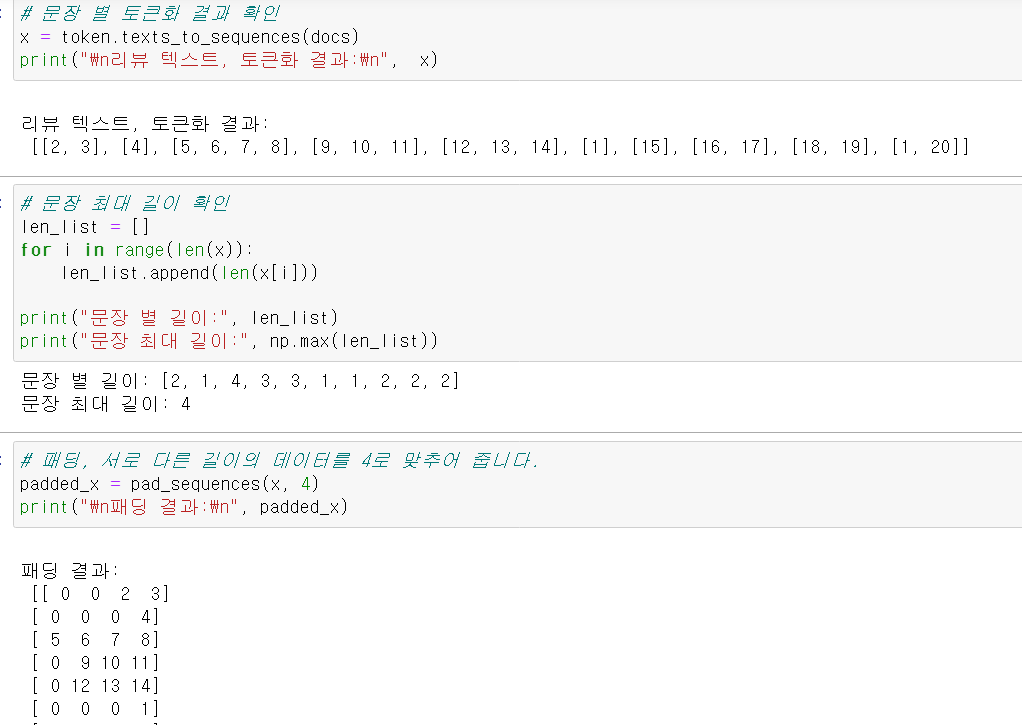 # 문장 별 토큰화 결과 확인
x = token.texts_to_sequences(docs)
print("₩n리뷰 텍스트, 토큰화 결과:₩n",  x)
리뷰 텍스트, 토큰화 결과:
[[2, 3], [4], [5, 6, 7, 8], [9, 10, 11], [12, 13, 14], [1], [15], [16, 17], [18, 19], [1, 20]]
# 문장 최대 길이 확인
len_list = []
for i in range(len(x)):
    len_list.append(len(x[i]))
print("문장 별 길이:", len_list)
print("문장 최대 길이:", np.max(len_list))
문장 별 길이: [2, 1, 4, 3, 3, 1, 1, 2, 2, 2]
문장 최대 길이: 4
# 패딩, 서로 다른 길이의 데이터를 4로 맞추어 줍니다.
padded_x = pad_sequences(x, 4)
print("₩n패딩 결과:₩n", padded_x)
패딩 결과:
[[ 0  0  2  3]
[ 0  0  0  4]
[ 5  6  7  8]
[ 0  9 10 11]
[ 0 12 13 14]
[ 0  0  0  1]